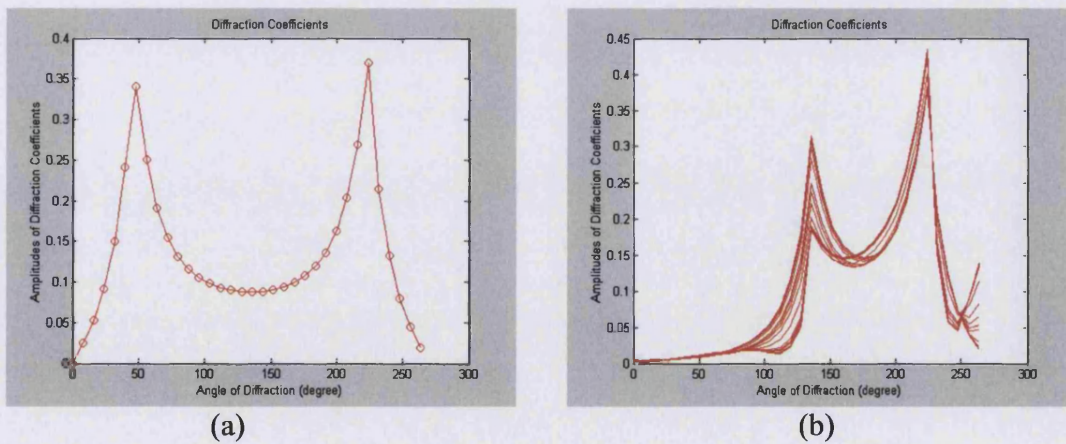 Diffraction Coefficients
0.4
0.35
0.3
0.25
0.2
0.15
0.1
0.05
0
Amplitudes of Diffraction Coefficients
0 50 100 150 200 250 300
Angle of Diffraction (degree)
(a)
Diffraction Coefficients
0.45
0.4
0.35
0.3
0.25
0.2
0.15
0.1
0.05
0
Amplitudes of Diffraction Coefficients
0 50 100 150 200 250 300
Angle of Diffraction (degree)
(b)